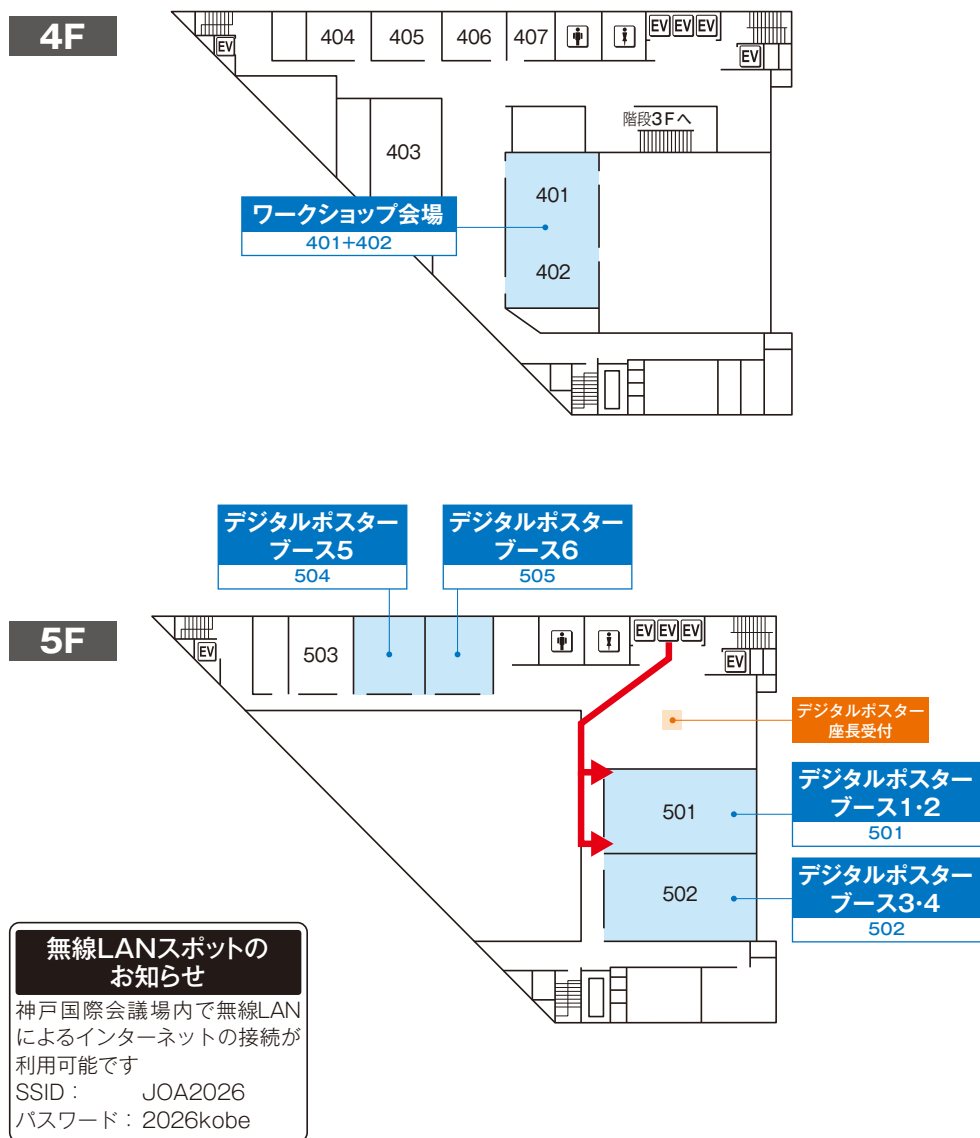 4F
EV
404
405
406
407
EV EV EV
EV
403
階段3Fへ
401
ワークショップ会場
401+402
402
デジタルポスター
ブース5
504
デジタルポスター
ブース6
505
5F
EV
503
EV EV EV
EV
デジタルポスター
座長受付
501
デジタルポスター
ブース1・2
501
502
デジタルポスター
ブース3・4
502
無線LANスポットの
お知らせ
神戸国際会議場内で無線LAN
によるインターネットの接続が
利用可能です
SSID： JOA2026
パスワード：2026kobe